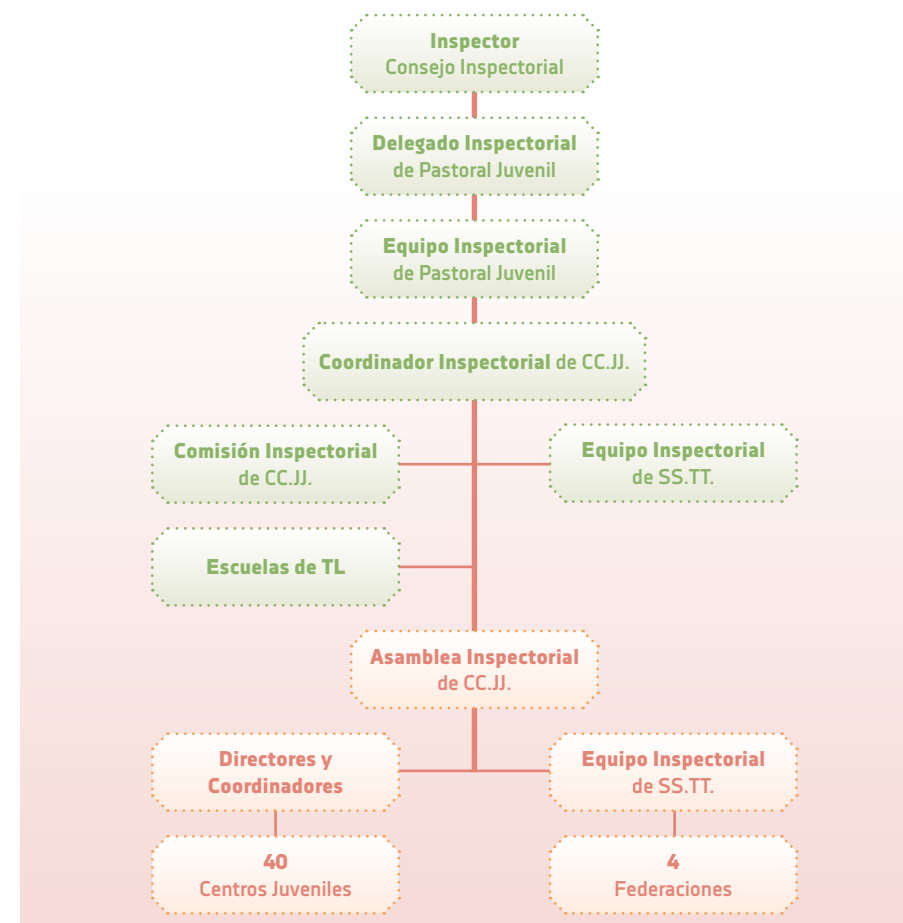 Inspector
Consejo Inspectorial
Delegado Inspectorial
de Pastoral Juvenil
Equipo Inspectorial
de Pastoral Juvenil
Coordinador Inspectorial de CC.JJ.
Comisión Inspectorial
de CC.JJ.
Equipo Inspectorial
de SS.TT.
Escuelas de TL
Asamblea Inspectorial
de CC.JJ.
Directores y
Coordinadores
Equipo Inspectorial
de SS.TT.
40
Centros Juveniles
4
Federaciones